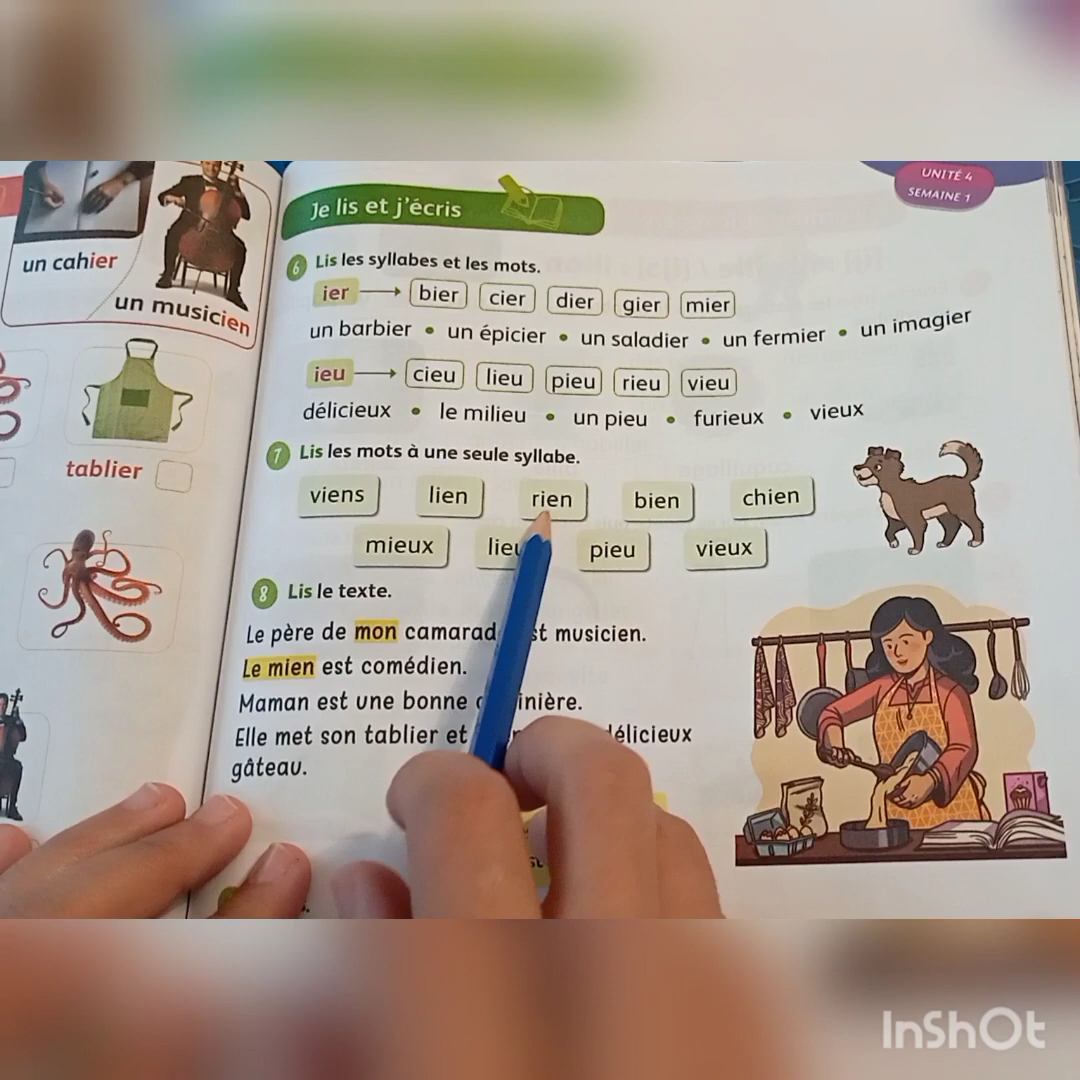 un cahier
un musicien
tablier
UNITÉ 4
SEMAINE 1
Je lis et j'écris
6 Lis les syllabes et les mots.
ier → bier cier dier gier mier
un barbier • un épicier • un saladier • un fermier • un imagier
ieu → cieu lieu pieu rieu vieu
délicieux • le milieu • un pieu • furieux • vieux
7 Lis les mots à une seule syllabe.
viens lien rien bien chien
mieux pieu vieux
8 Lis le texte.
Le père de mon musicien.
Le mien est comédien.
Maman est une bonne
Elle met son tablier et délicieux
gâteau.
InShOt